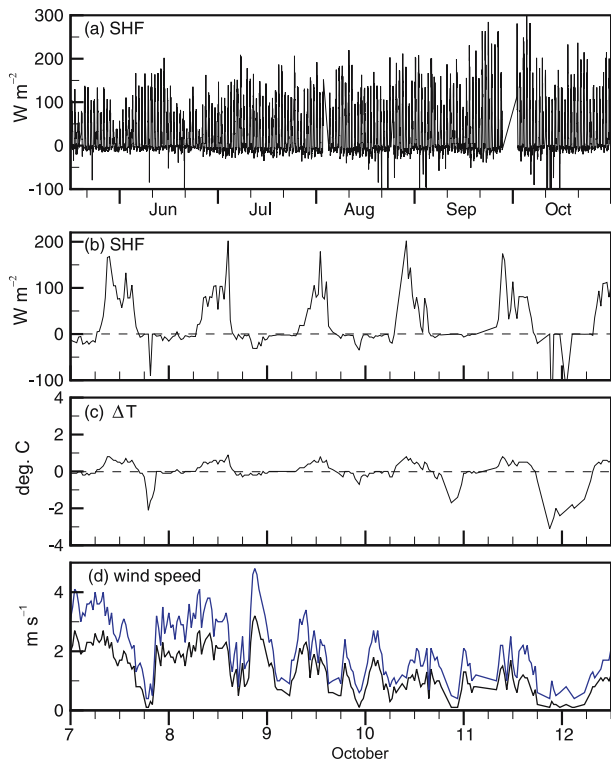 (a) SHF
W m⁻²
300
200
100
0
-100
Jun Jul Aug Sep Oct
(b) SHF
W m⁻²
200
100
0
-100
(c) ΔT
deg. C
4
2
0
-2
-4
(d) wind speed
m s⁻¹
4
2
0
7 8 9 10 11 12
October